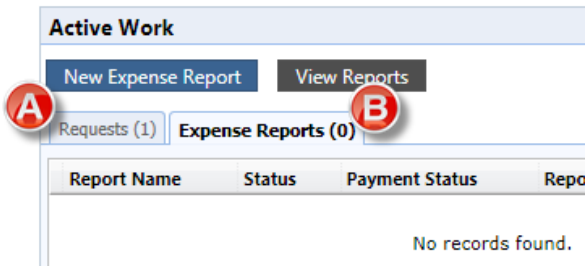 Active Work
New Expense Report View Reports
A B
Requests (1) Expense Reports (0)
Report Name Status Payment Status Repo
No records found.